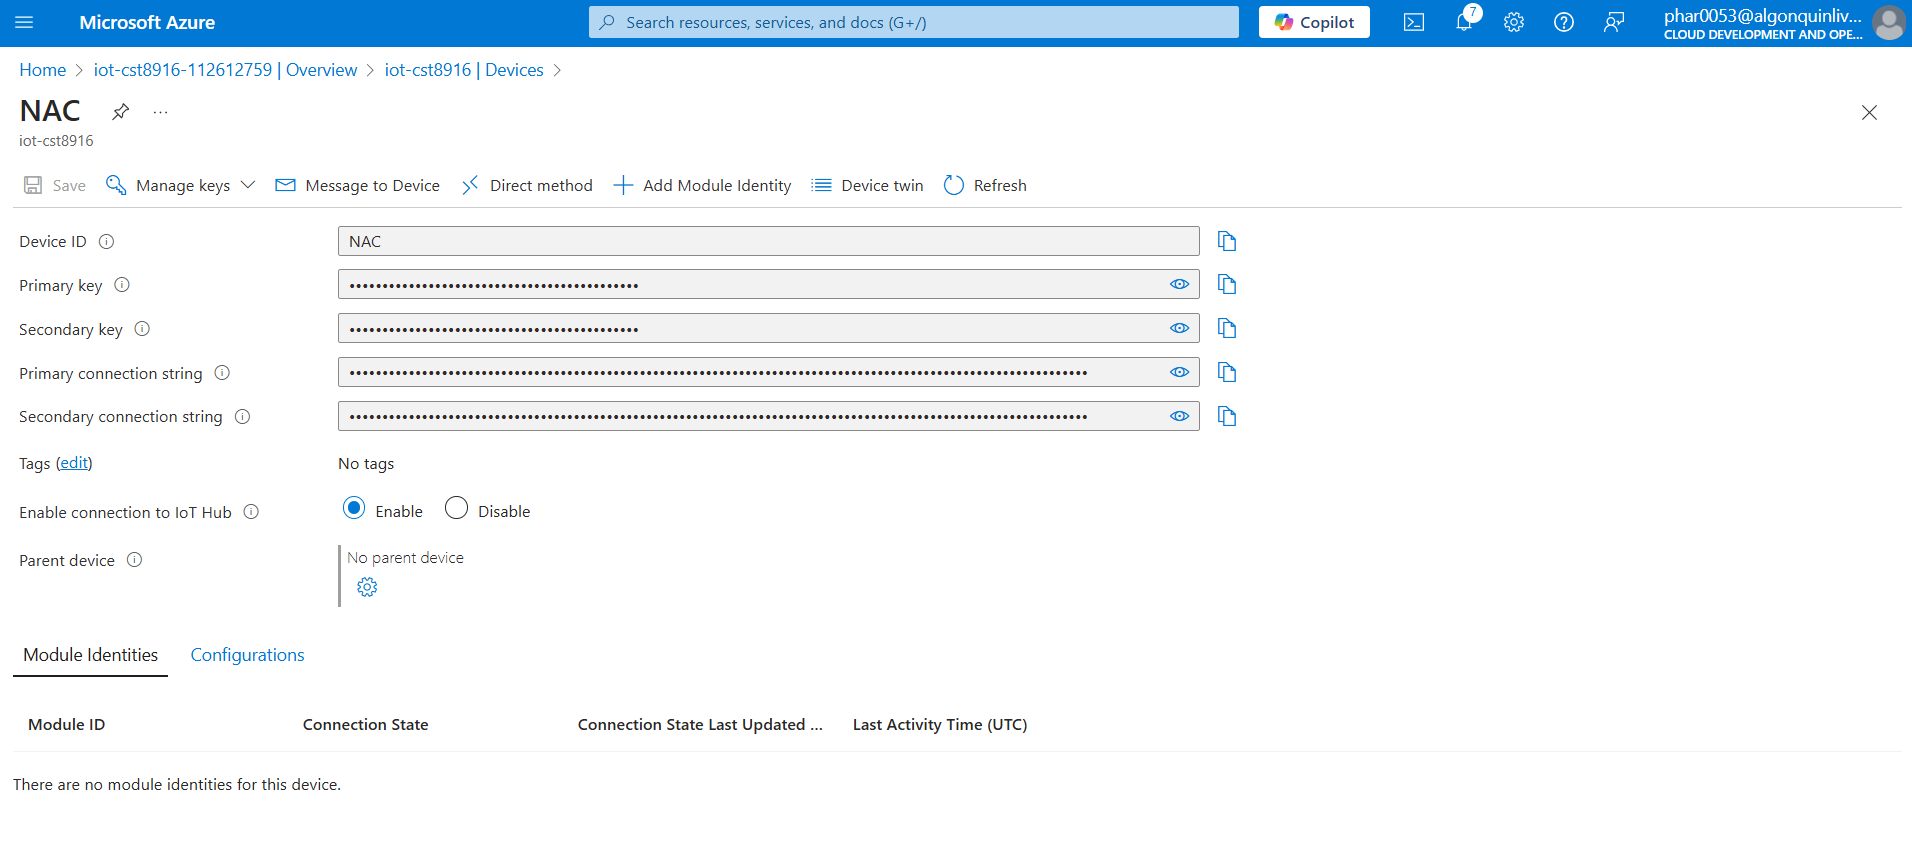 Microsoft Azure
Search resources, services, and docs (G+/)
Copilot
7
phar0053@algonquinliv...
CLOUD DEVELOPMENT AND OPE...
Home > iot-cst8916-112612759 | Overview > iot-cst8916 | Devices >
NAC
...
iot-cst8916
Save
Manage keys
Message to Device
Direct method
Add Module Identity
Device twin
Refresh
Device ID
NAC
Primary key
Secondary key
Primary connection string
Secondary connection string
Tags (edit)
No tags
Enable connection to IoT Hub
Enable
Disable
Parent device
No parent device
Module Identities
Configurations
Module ID
Connection State
Connection State Last Updated ...
Last Activity Time (UTC)
There are no module identities for this device.